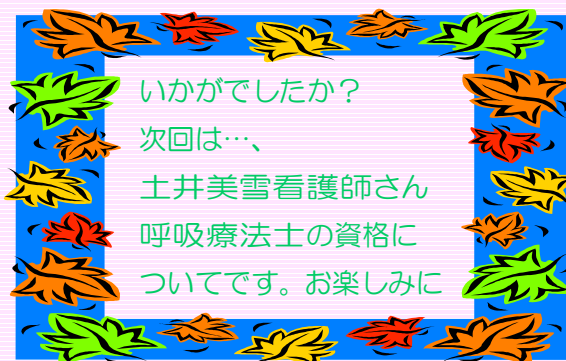 いかがでしたか？
次回は…、
土井美雪看護師さん
呼吸療法士の資格に
ついてです。お楽しみに